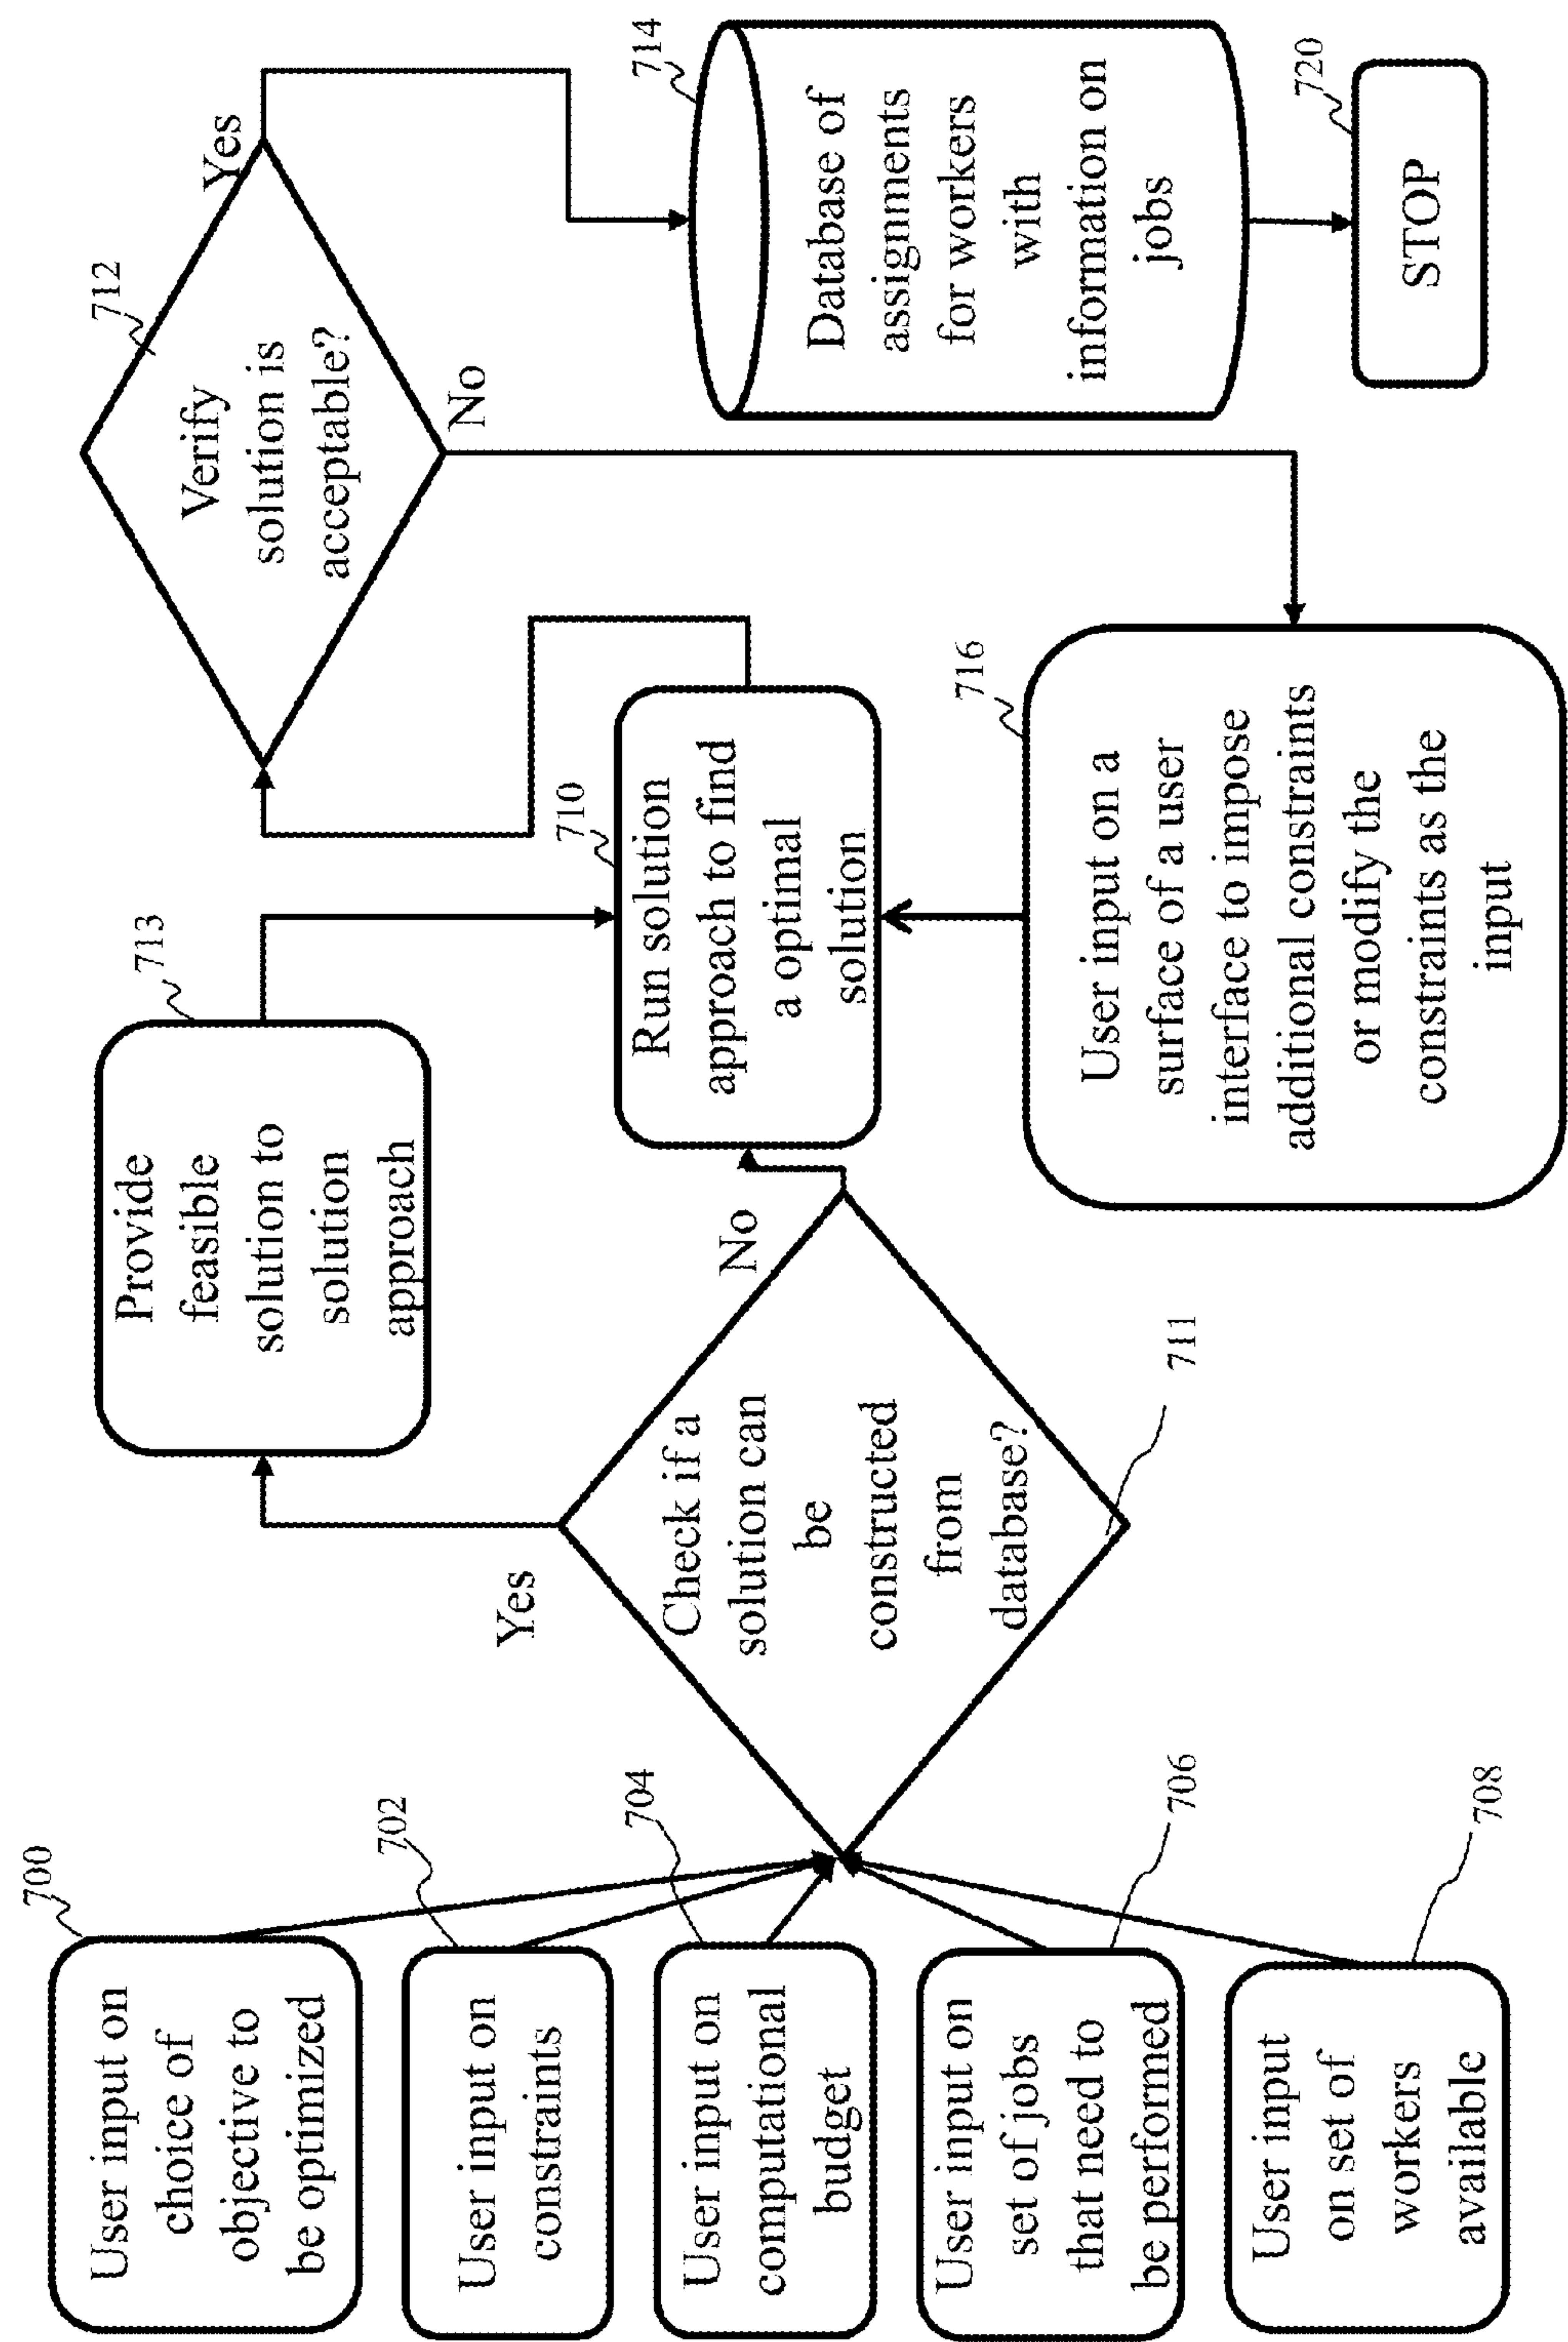 700
User input on
choice of
objective to
be optimized
702
User input on
constraints
704
User input on
computational
budget
706
User input on
set of jobs
that need to
be performed
708
User input
on set of
workers
available
711
Check if a
solution can
be
constructed
from
database?
Yes
No
713
Provide
feasible
solution to
solution
approach
710
Run solution
approach to find
a optimal
solution
716
User input on a
surface of a user
interface to impose
additional constraints
or modify the
constraints as the
input
712
Verify
solution is
acceptable?
Yes
No
714
Database of
assignments
for workers
with
information on
jobs
720
STOP